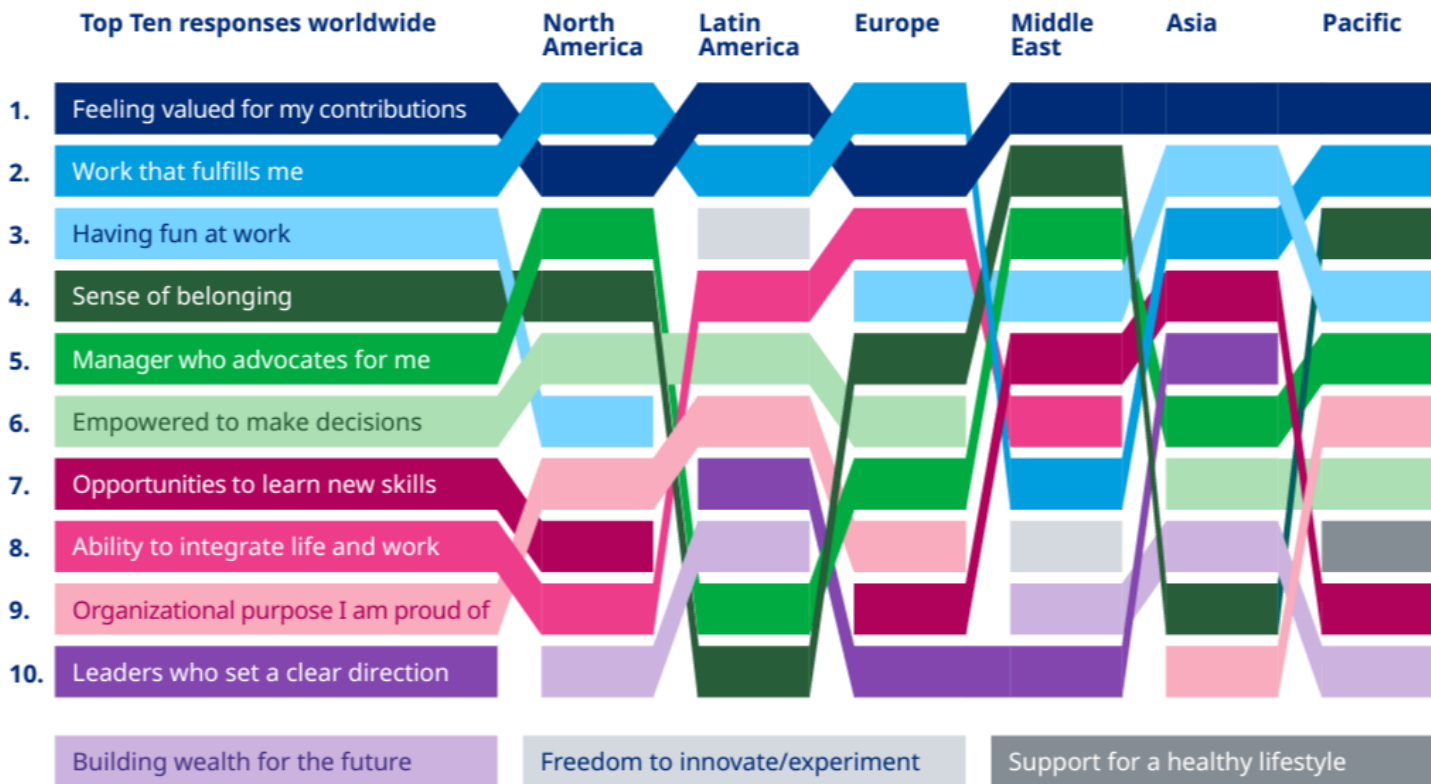 Top Ten responses worldwide
North America
Latin America
Europe
Middle East
Asia
Pacific
1. Feeling valued for my contributions
2. Work that fulfills me
3. Having fun at work
4. Sense of belonging
5. Manager who advocates for me
6. Empowered to make decisions
7. Opportunities to learn new skills
8. Ability to integrate life and work
9. Organizational purpose I am proud of
10. Leaders who set a clear direction
Building wealth for the future
Freedom to innovate/experiment
Support for a healthy lifestyle